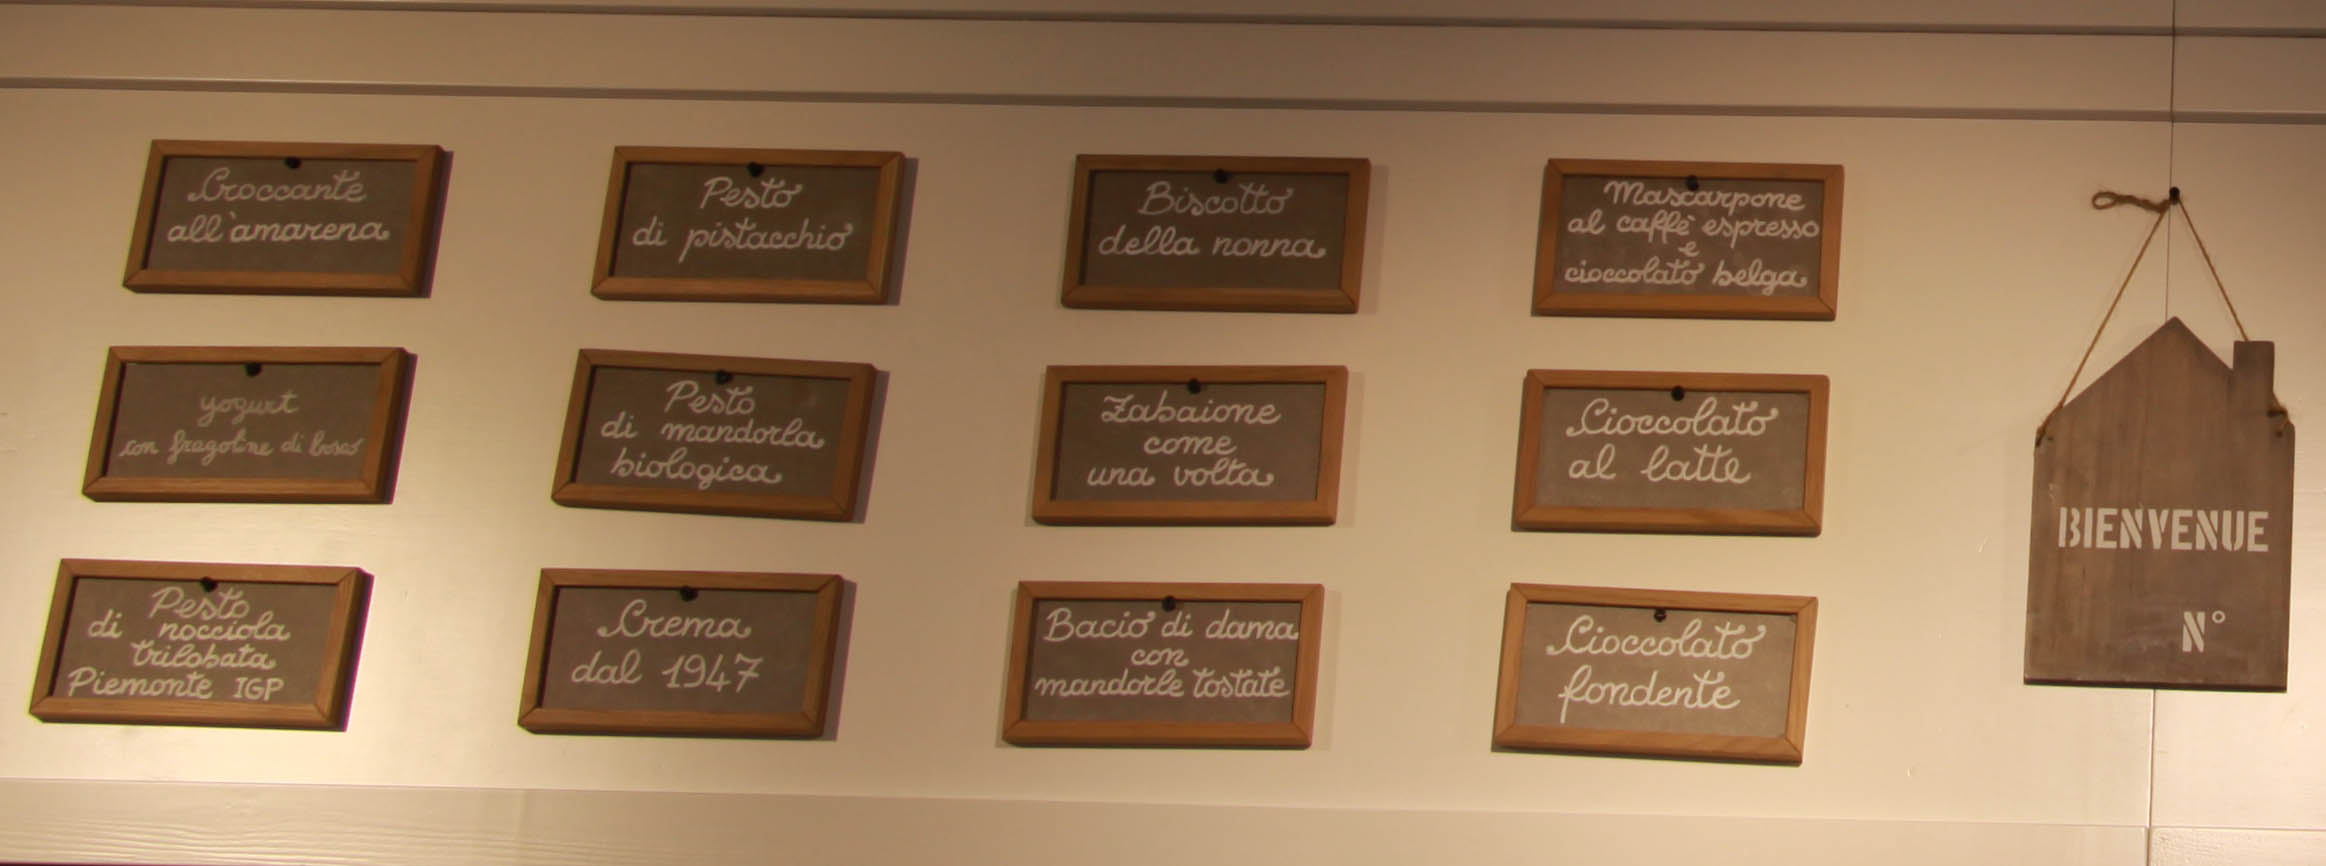 Croccante
all'amarena
Pesto
di pistacchio
Biscotto
della nonna
Mascarpone
al caffè espresso
e
cioccolato belga
yogurt
con fragoline di bosco
Pesto
di mandorla
biologica
Zabaione
come
una volta
Cioccolato
al latte
Pesto
di nocciola
trilobata
Piemonte IGP
Crema
dal 1947
Bacio di dama
con
mandorle tostate
Cioccolato
fondente
BIENVENUE
N°